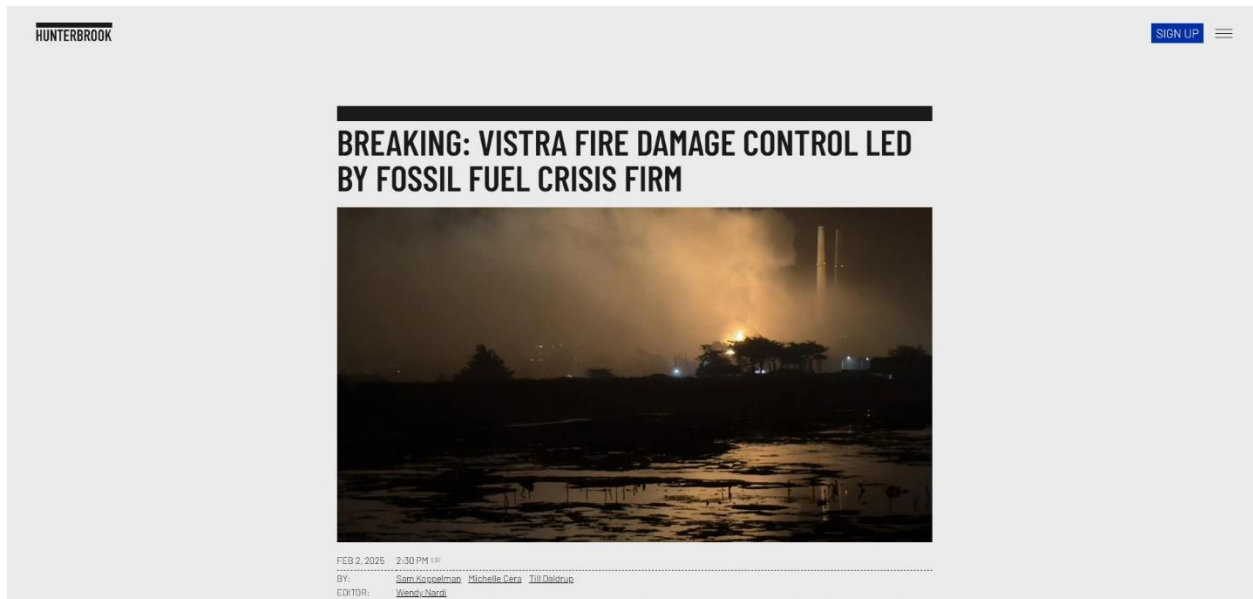 HUNTERBROOK
SIGN UP
BREAKING: VISTRA FIRE DAMAGE CONTROL LED
BY FOSSIL FUEL CRISIS FIRM
FEB 2, 2025 2:30 PM EST
BY: Sam Koppelman Michelle Cera Till Daldrup
EDITOR: Wendy Nardi